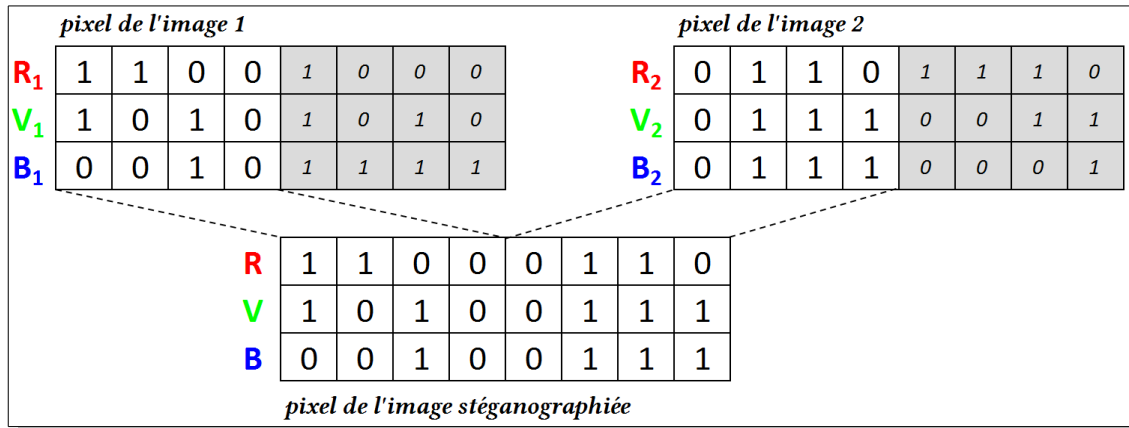 pixel de l'image 1 pixel de l'image 2
R1 1 1 0 0 1 0 0 0 R2 0 1 1 0 1 1 1 0
V1 1 0 1 0 1 0 1 0 V2 0 1 1 1 0 0 1 1
B1 0 0 1 0 1 1 1 1 B2 0 1 1 1 0 0 0 1
R 1 1 0 0 0 1 1 0
V 1 0 1 0 0 1 1 1
B 0 0 1 0 0 1 1 1
pixel de l'image stéganographiée